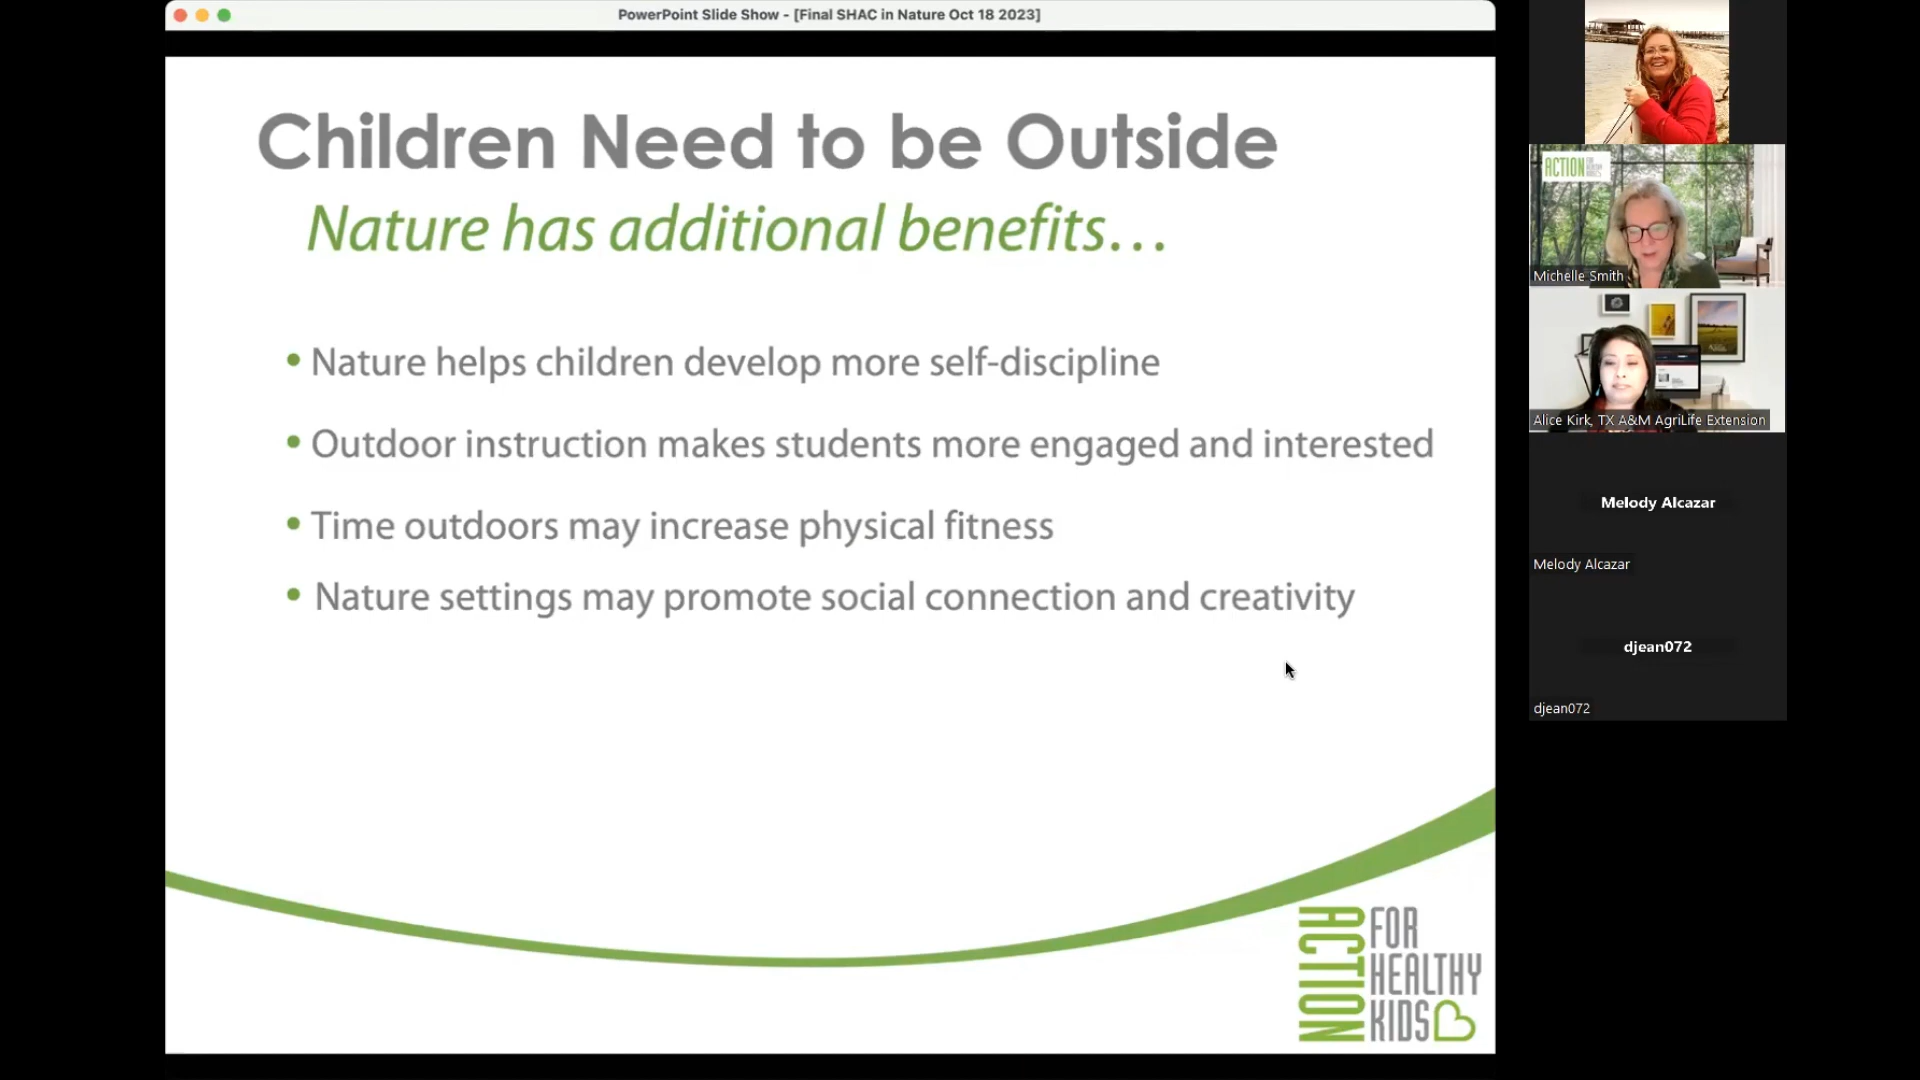 PowerPoint Slide Show - [Final SHAC in Nature Oct 18 2023]
Children Need to be Outside
Nature has additional benefits...
• Nature helps children develop more self-discipline
• Outdoor instruction makes students more engaged and interested
• Time outdoors may increase physical fitness
• Nature settings may promote social connection and creativity
ACTION
FOR
HEALTHY
KIDS
ACTION
FOR
HEALTHY
KIDS
Michelle Smith
Alice Kirk, TX A&M AgriLife Extension
Melody Alcazar
Melody Alcazar
djean072
djean072